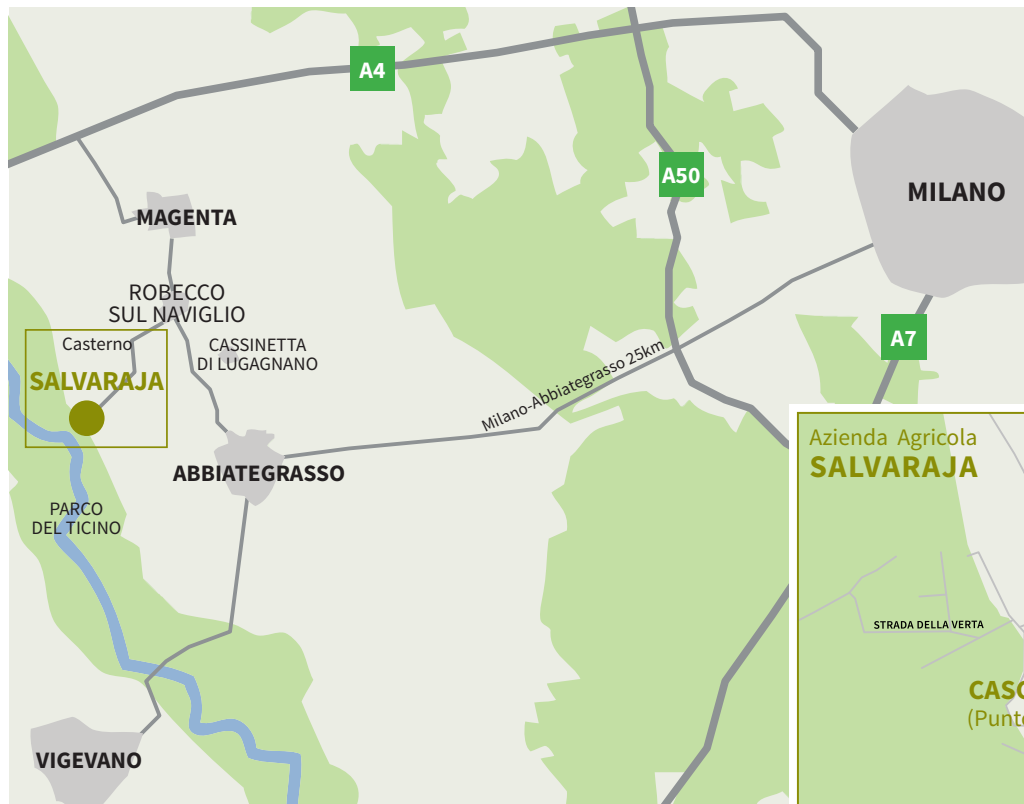 A4
A50
MILANO
MAGENTA
ROBECCO
SUL NAVIGLIO
Casterno
CASSINETTA
DI LUGAGNANO
A7
SALVARAJA
Milano-Abbiategrasso 25km
ABBIATEGRASSO
PARCO
DEL TICINO
VIGEVANO
Azienda Agricola
SALVARAJA
STRADA DELLA VERTA